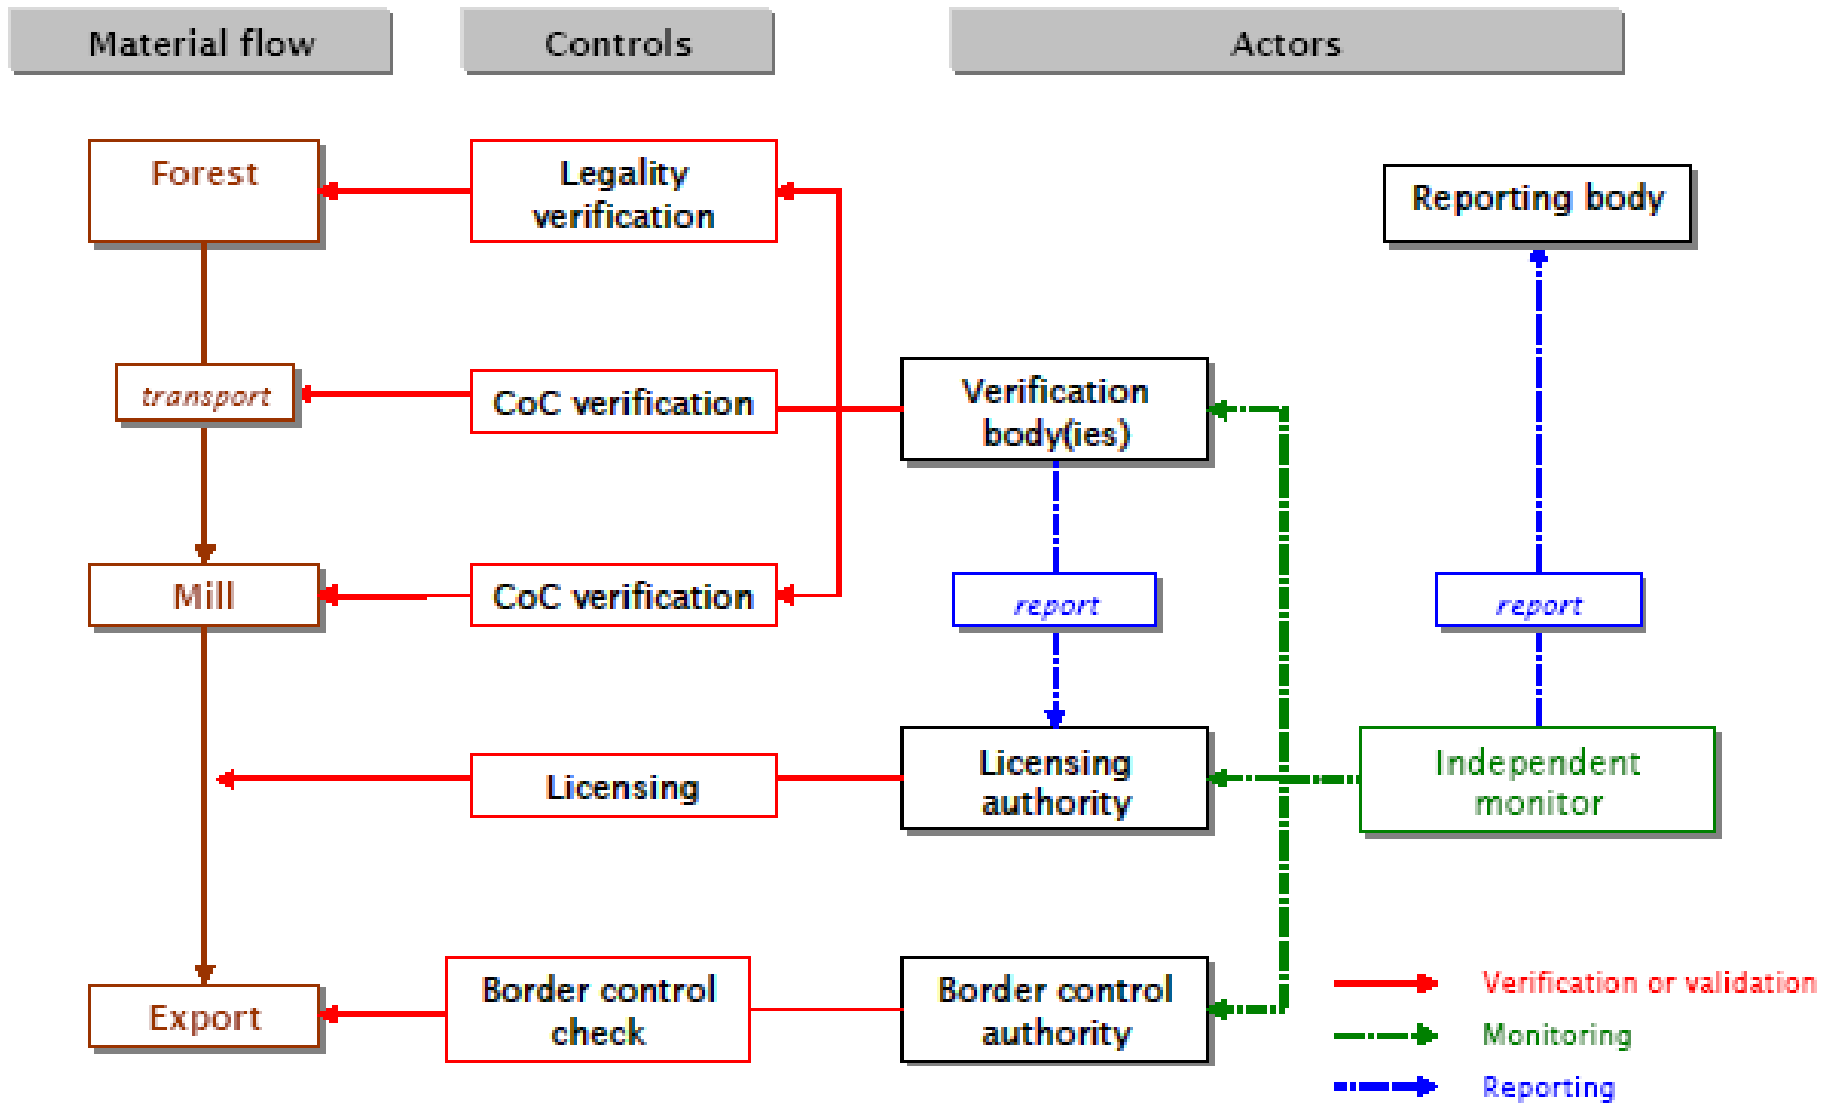 Material flow
Controls
Actors
Forest
Legality
verification
Reporting body
transport
CoC verification
Verification
body(ies)
Mill
CoC verification
report
report
Licensing
Licensing
authority
Independent
monitor
Export
Border control
check
Border control
authority
Verification or validation
Monitoring
Reporting